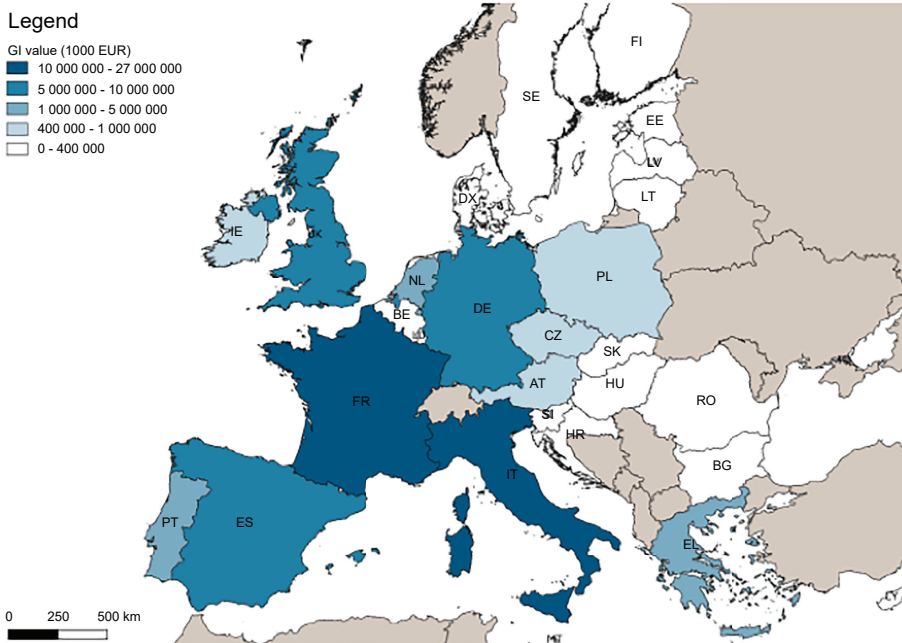 Legend
GI value (1000 EUR)
10 000 000 - 27 000 000
5 000 000 - 10 000 000
1 000 000 - 5 000 000
400 000 - 1 000 000
0 - 400 000
FI
SE
EE
LV
LT
DX
IE
UK
NL
PL
BE
DE
CZ
SK
AT
HU
FR
RO
SI
HR
BG
IT
PT
ES
EL
0 250 500 km
MT